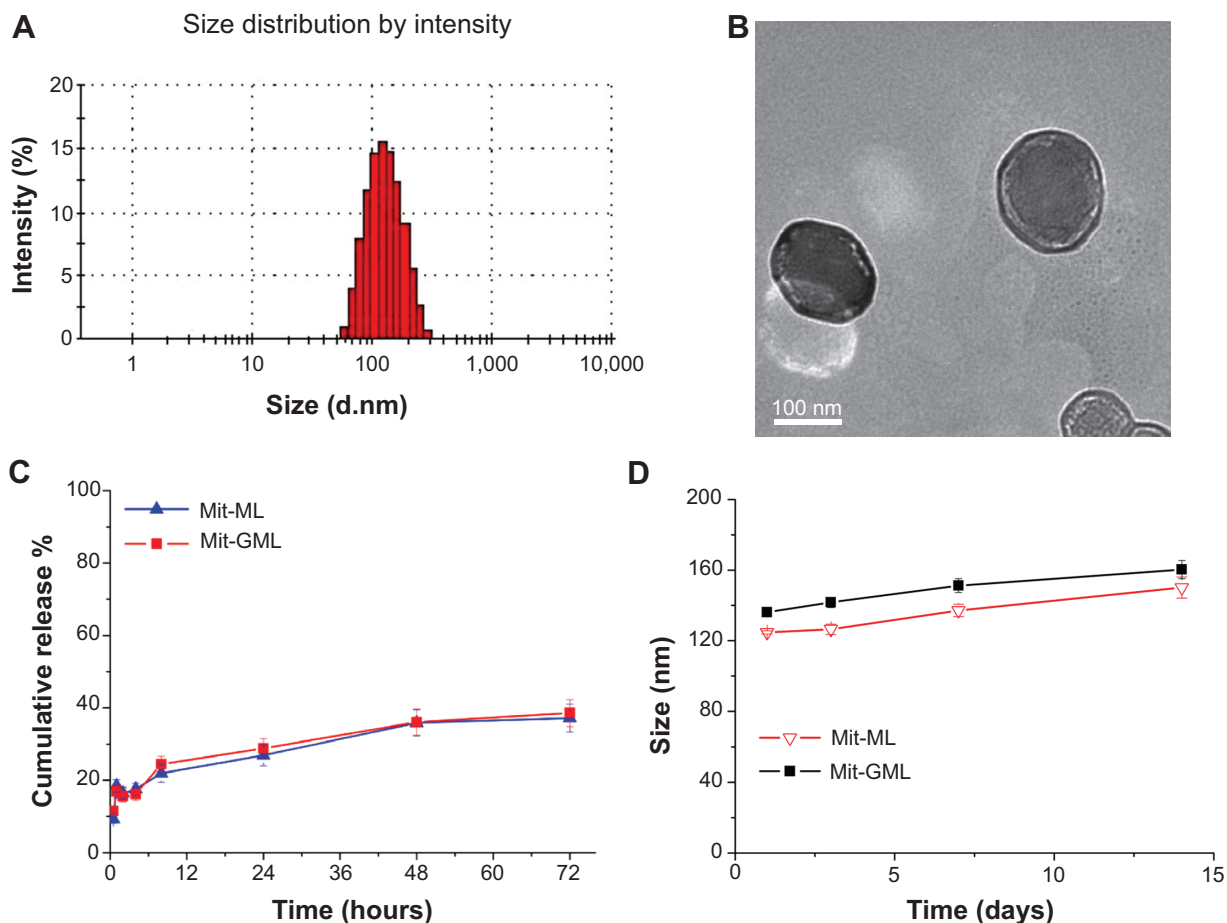 A
Size distribution by intensity
20
15
10
5
0
Intensity (%)
1
10
100
1,000
10,000
Size (d.nm)
B
100 nm
C
100
80
60
40
20
0
Cumulative release %
Mit-ML
Mit-GML
0
12
24
36
48
60
72
Time (hours)
D
200
160
120
80
40
0
Size (nm)
Mit-ML
Mit-GML
0
5
10
15
Time (days)